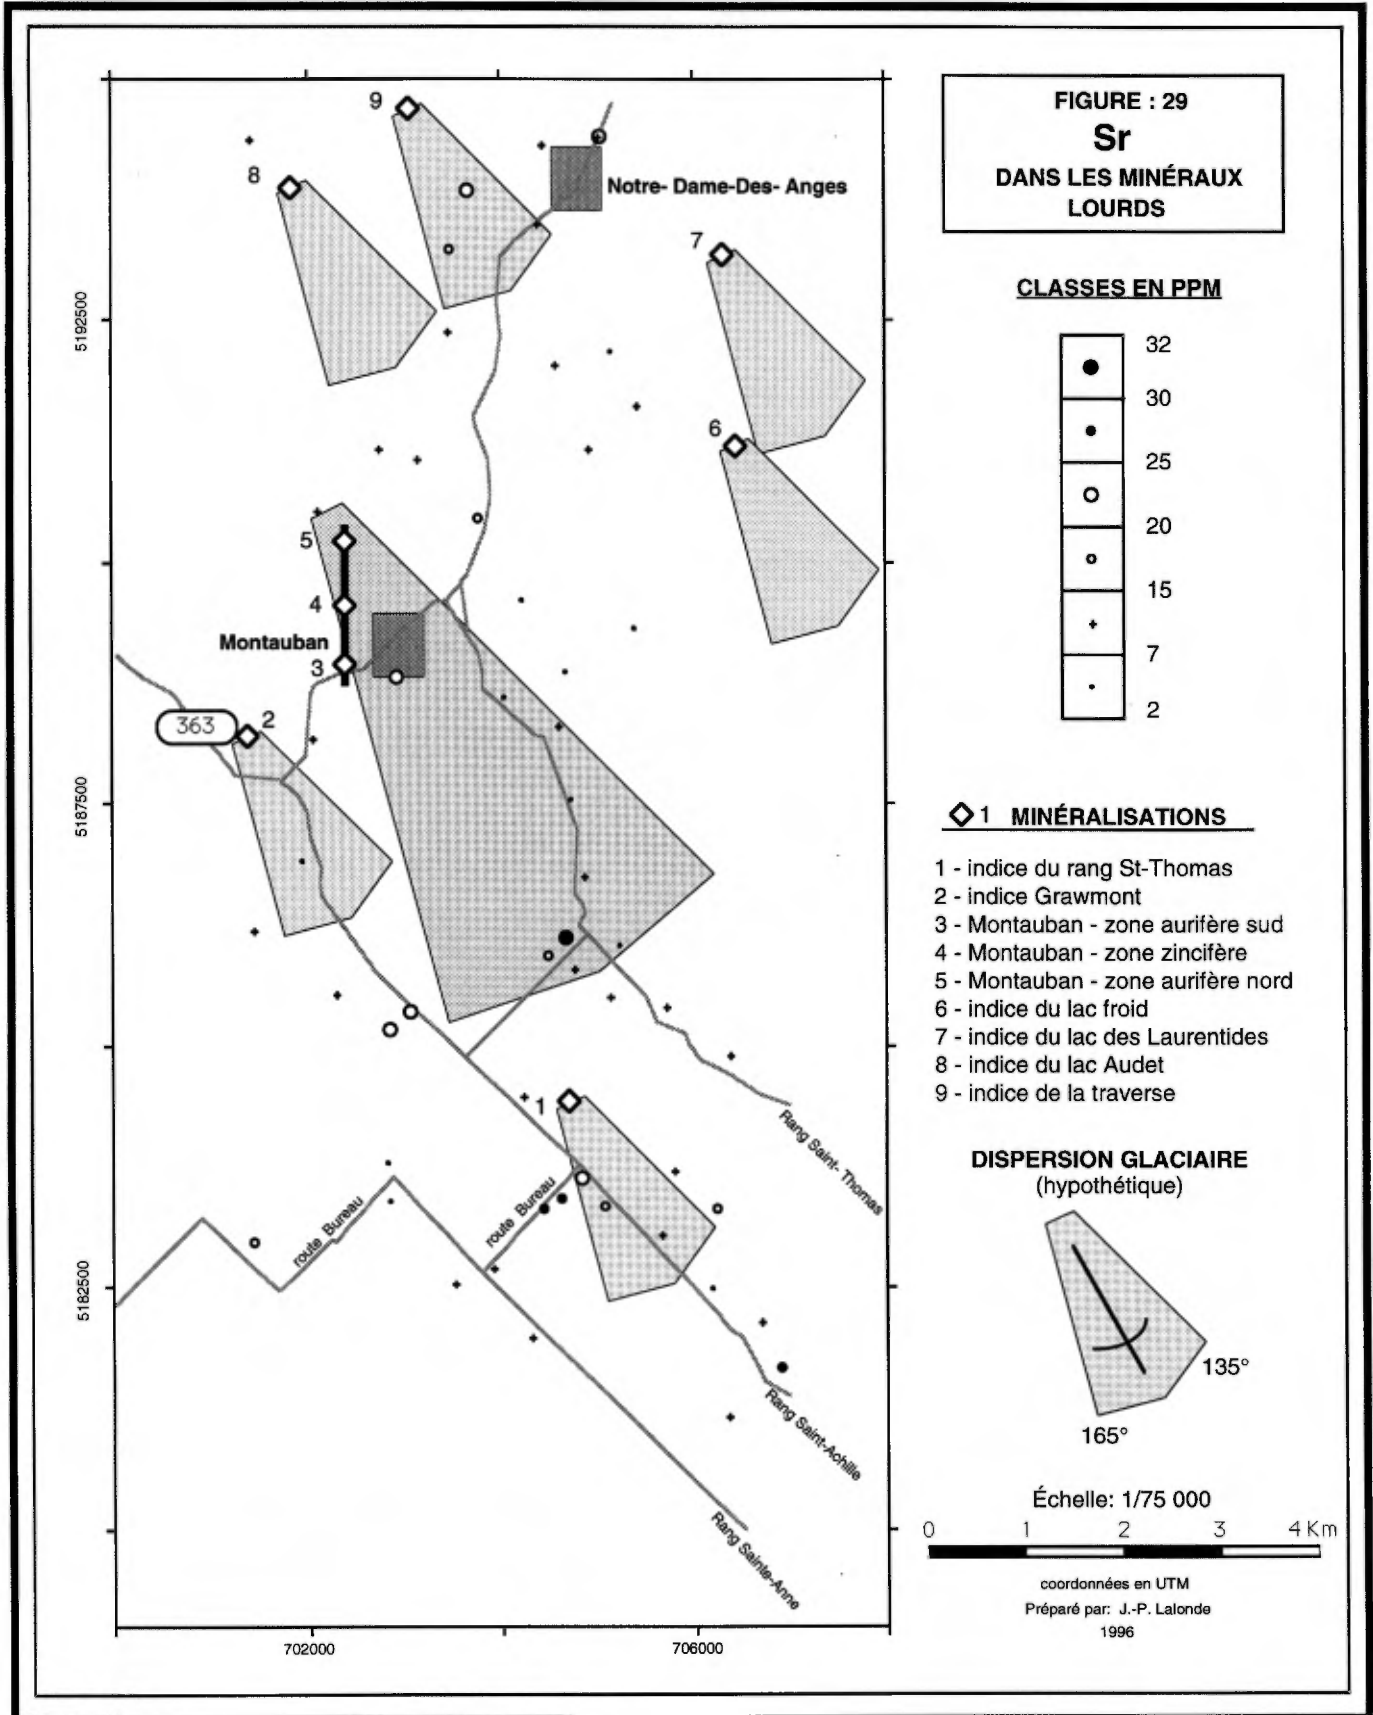 FIGURE : 29
Sr
DANS LES MINÉRAUX
LOURDS
CLASSES EN PPM
32
30
25
20
15
7
2
1 MINÉRALISATIONS
1 - indice du rang St-Thomas
2 - indice Grawmont
3 - Montauban - zone aurifère sud
4 - Montauban - zone zincifère
5 - Montauban - zone aurifère nord
6 - indice du lac froid
7 - indice du lac des Laurentides
8 - indice du lac Audet
9 - indice de la traverse
DISPERSION GLACIAIRE
(hypothétique)
135°
165°
Échelle: 1/75 000
0 1 2 3 4 Km
coordonnées en UTM
Préparé par: J.-P. Lalonde
1996
9
8
Notre- Dame-Des- Anges
7
5192500
6
5
4
Montauban
3
363
2
5187500
1
Rang Saint- Thomas
route Bureau
route Bureau
5182500
Rang Saint-Achille
Rang Sainte-Anne
702000
706000